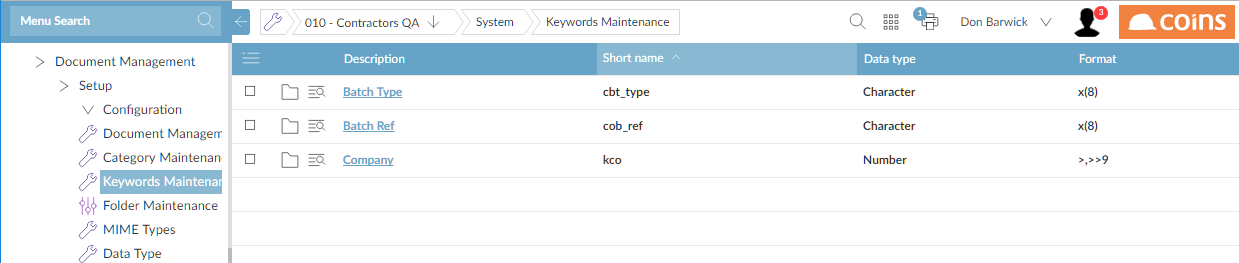 Menu Search
010 - Contractors QA
System
Keywords Maintenance
1
Don Barwick
3
coins
Document Management
Setup
Configuration
Document Managem
Category Maintenan
Keywords Maintenan
Folder Maintenance
MIME Types
Data Type
Description Short name Data type Format
Batch Type cbt_type Character x(8)
Batch Ref cob_ref Character x(8)
Company kco Number >,>>9